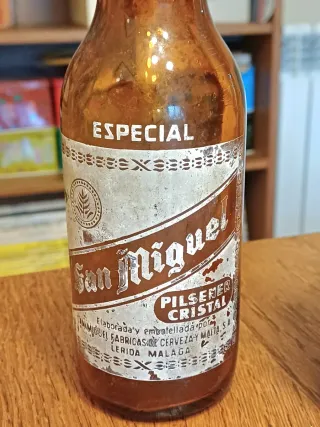 ESPECIAL
San Miguel
PILSENER
CRISTAL
Elaborada y embotellada por
SAN MIGUEL FABRICAS DE CERVEZA Y MALTA, S.A.
LERIDA MALAGA